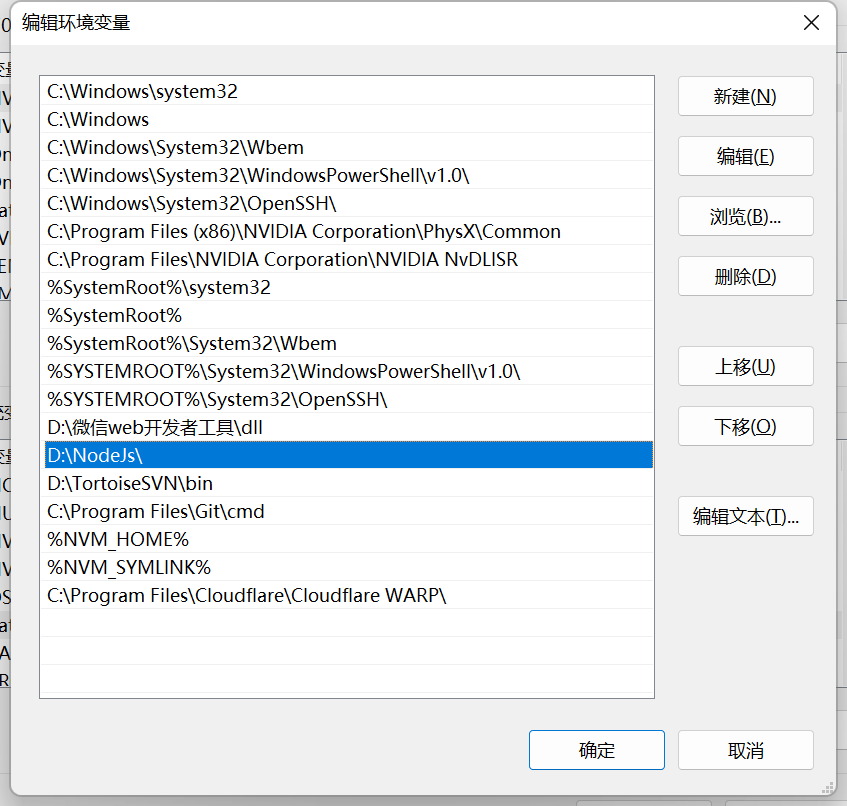 编辑环境变量
C:\Windows\system32
C:\Windows
C:\Windows\System32\Wbem
C:\Windows\System32\WindowsPowerShell\v1.0\
C:\Windows\System32\OpenSSH\
C:\Program Files (x86)\NVIDIA Corporation\PhysX\Common
C:\Program Files\NVIDIA Corporation\NVIDIA NvDLISR
%SystemRoot%\system32
%SystemRoot%
%SystemRoot%\System32\Wbem
%SYSTEMROOT%\System32\WindowsPowerShell\v1.0\
%SYSTEMROOT%\System32\OpenSSH\
D:\微信web开发者工具\dll
D:\NodeJs\
D:\TortoiseSVN\bin
C:\Program Files\Git\cmd
%NVM_HOME%
%NVM_SYMLINK%
C:\Program Files\Cloudflare\Cloudflare WARP\
新建(N)
编辑(E)
浏览(B)...
删除(D)
上移(U)
下移(O)
编辑文本(T)...
确定
取消